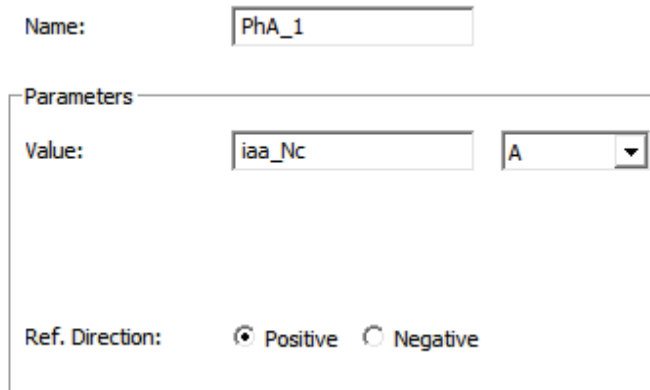 Name: PhA_1
Parameters
Value: iaa_Nc A
Ref. Direction: Positive Negative